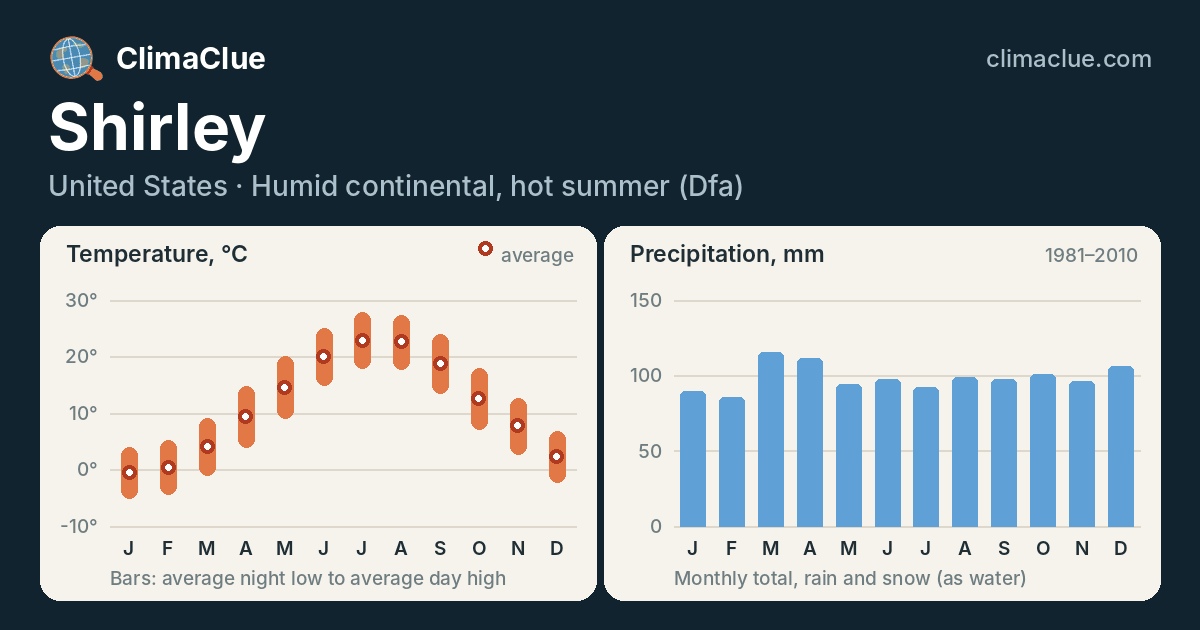 ClimaClue
climaclue.com
Shirley
United States · Humid continental, hot summer (Dfa)
Temperature, °C
average
30°
20°
10°
0°
-10°
J F M A M J J A S O N D
Bars: average night low to average day high
Precipitation, mm
1981–2010
150
100
50
0
J F M A M J J A S O N D
Monthly total, rain and snow (as water)